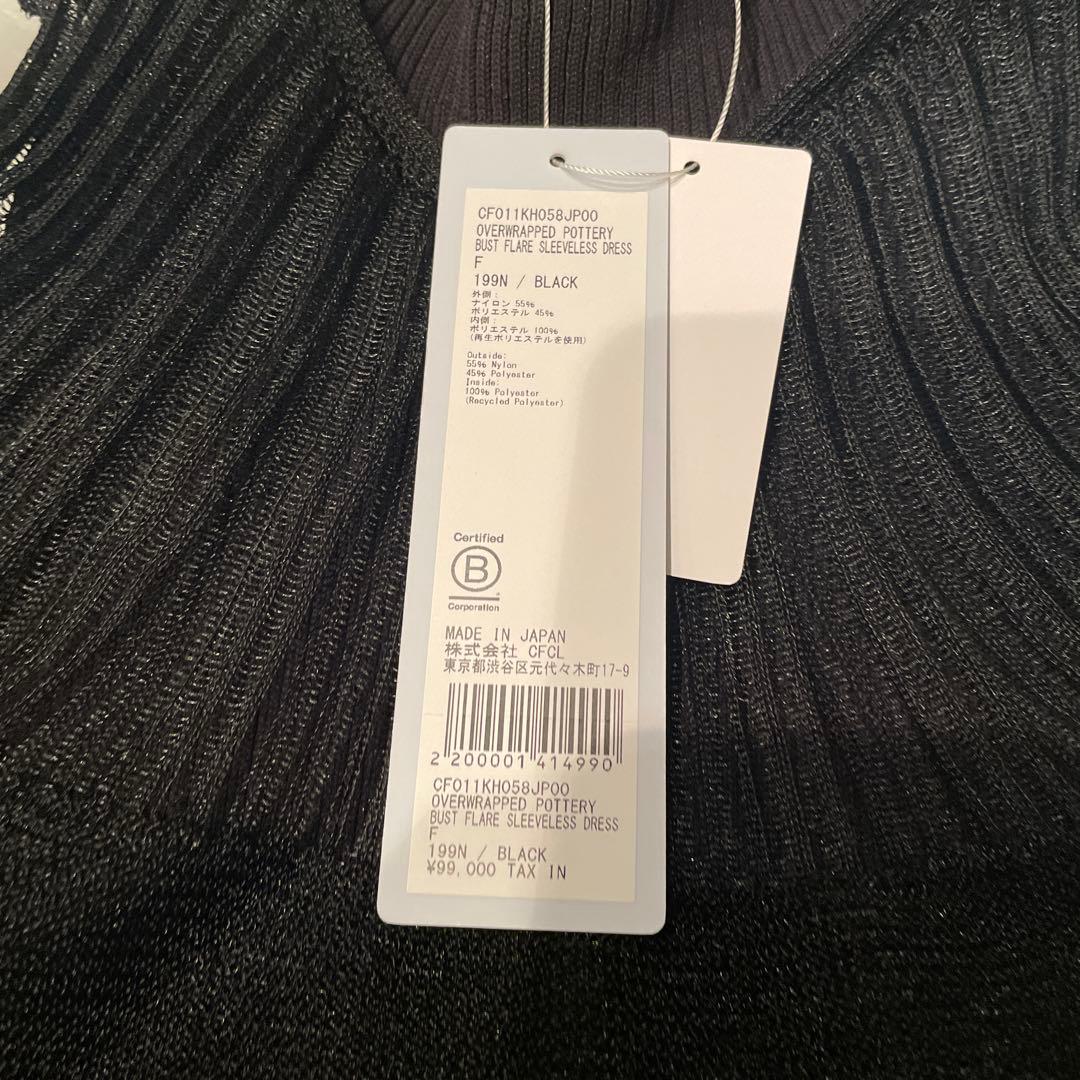 CF011KH058JP00
OVERWRAPPED POTTERY
BUST FLARE SLEEVELESS DRESS
F
199N / BLACK
外側：
ナイロン 55%
ポリエステル 45%
内側：
ポリエステル 100%
(再生ポリエステルを使用)
Outside:
55% Nylon
45% Polyester
Inside:
100% Polyester
(Recycled Polyester)
Certified
B
Corporation
MADE IN JAPAN
株式会社 CFCL
東京都渋谷区元代々木町17-9
2 200001 414990
CF011KH058JP00
OVERWRAPPED POTTERY
BUST FLARE SLEEVELESS DRESS
F
199N / BLACK
¥99,000 TAX IN